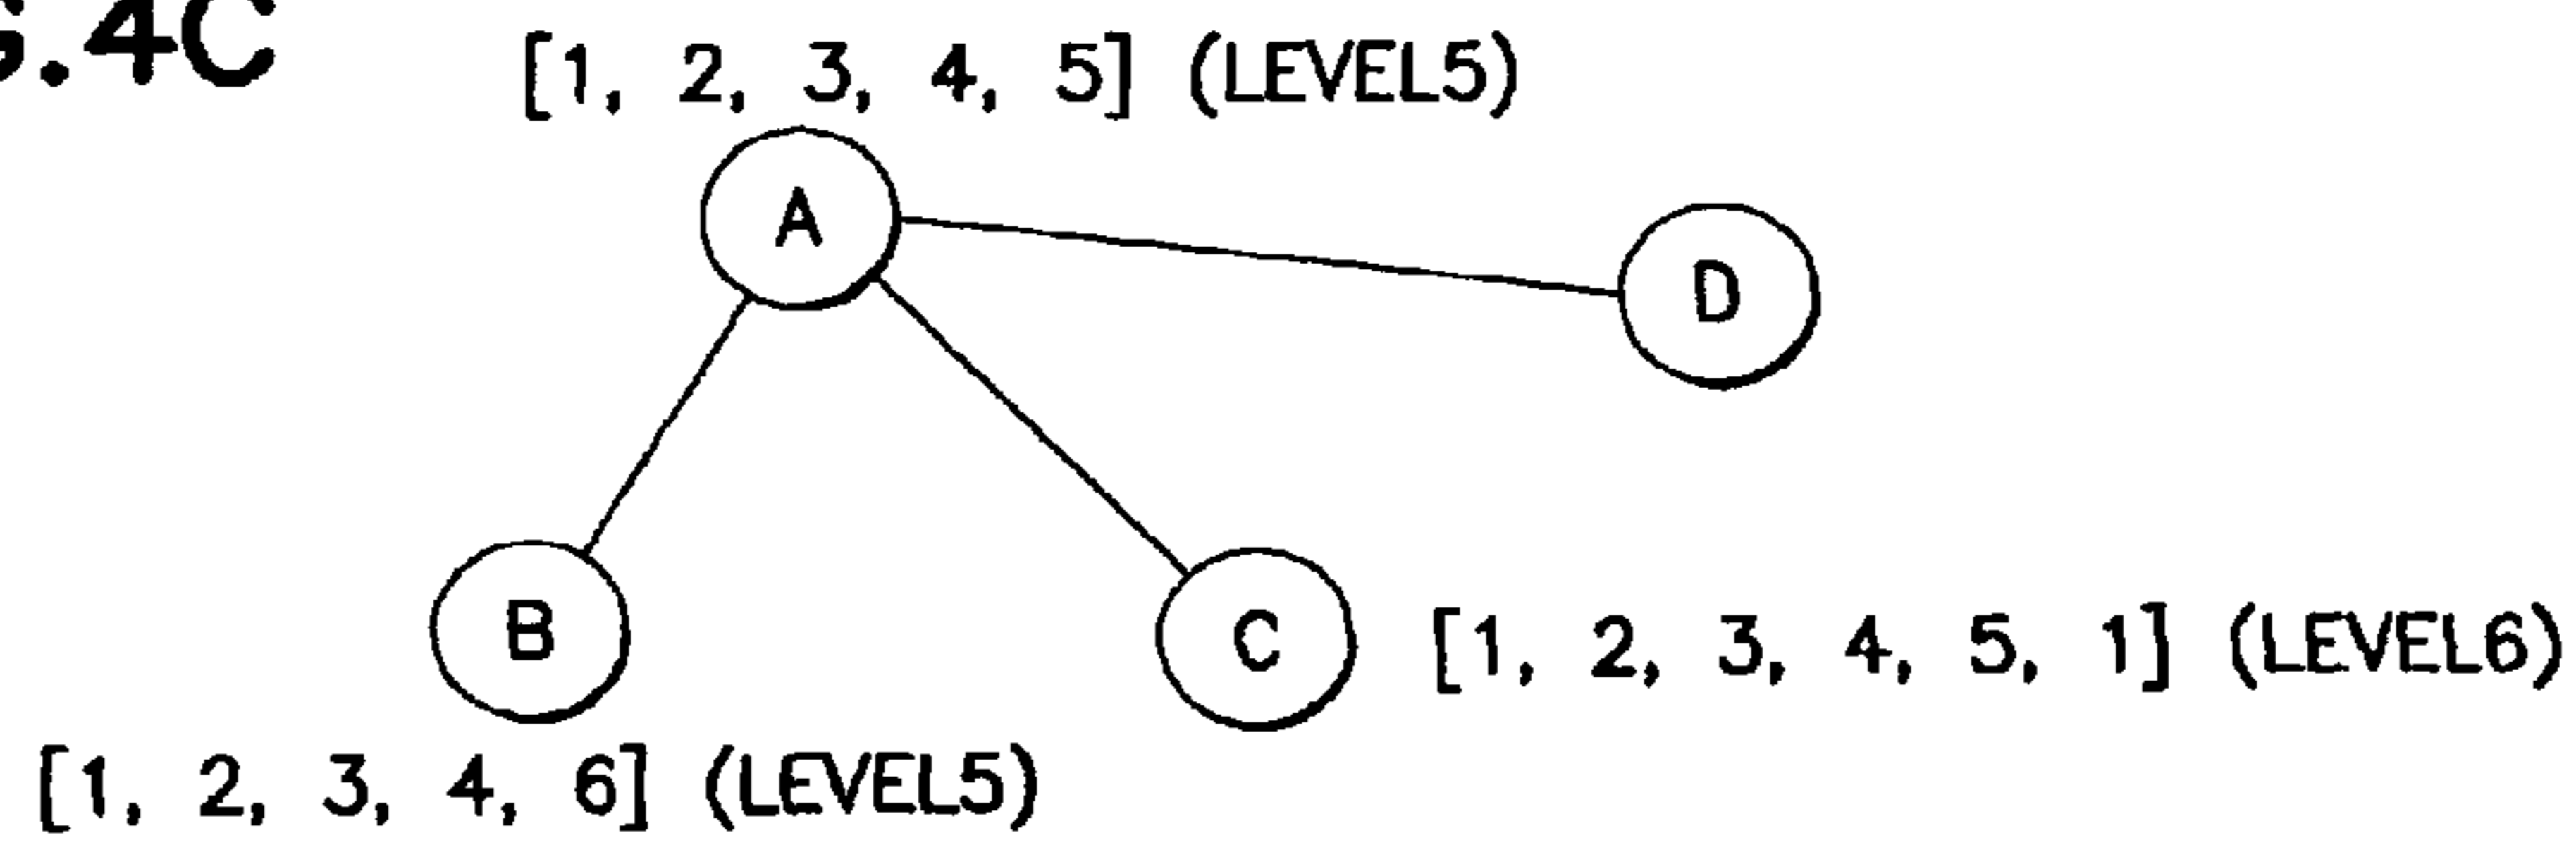 .4C
[1, 2, 3, 4, 5] (LEVEL5)
A
D
B
C
[1, 2, 3, 4, 5, 1] (LEVEL6)
[1, 2, 3, 4, 6] (LEVEL5)